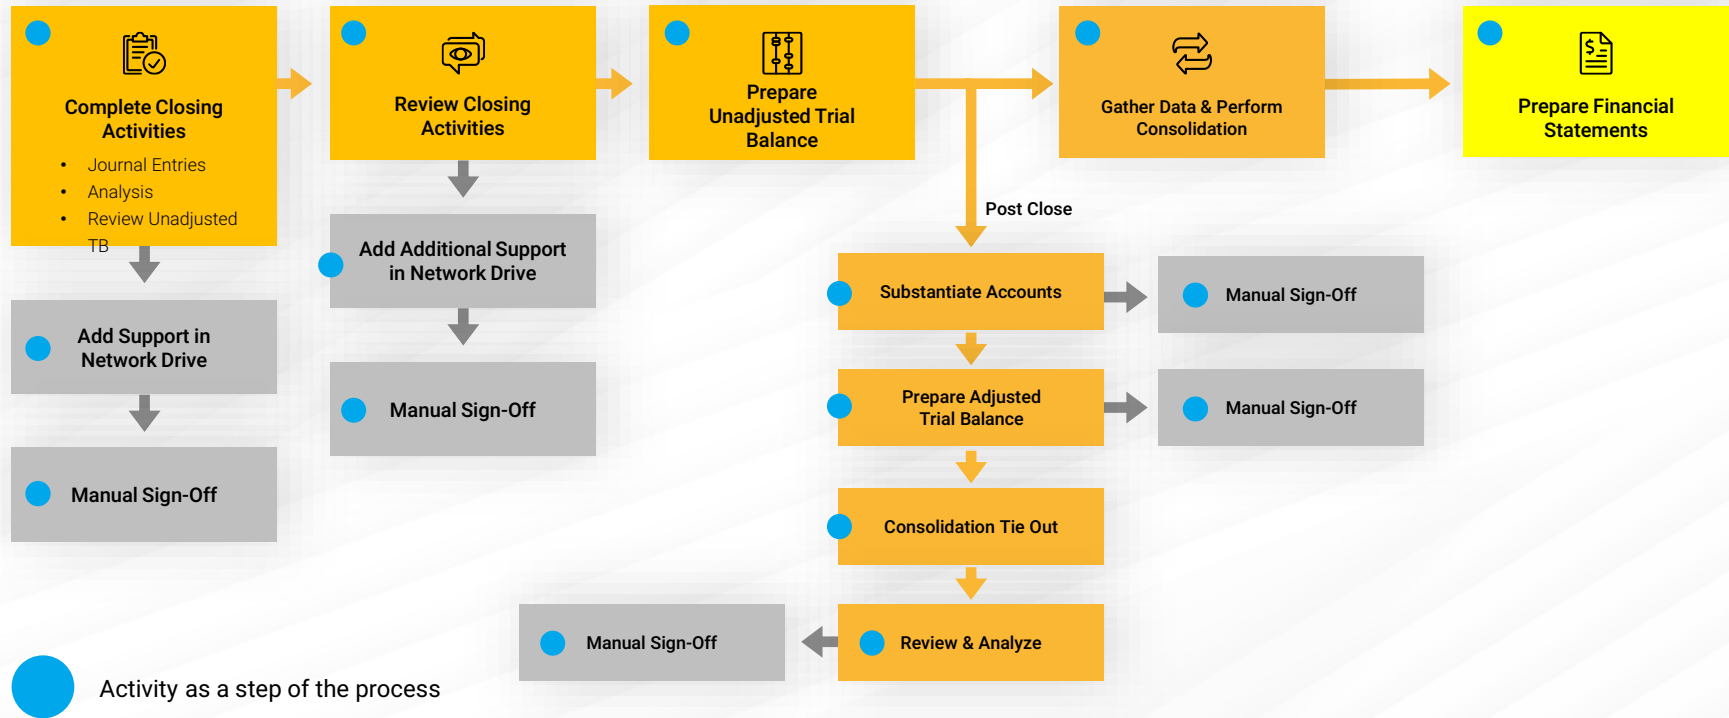 Complete Closing
Activities
• Journal Entries
• Analysis
• Review Unadjusted
TB
Review Closing
Activities
Prepare
Unadjusted Trial
Balance
Gather Data & Perform
Consolidation
$
Prepare Financial
Statements
Post Close
Add Support in
Network Drive
Manual Sign-Off
Add Additional Support
in Network Drive
Manual Sign-Off
Substantiate Accounts
Manual Sign-Off
Prepare Adjusted
Trial Balance
Manual Sign-Off
Consolidation Tie Out
Review & Analyze
Manual Sign-Off
Activity as a step of the process